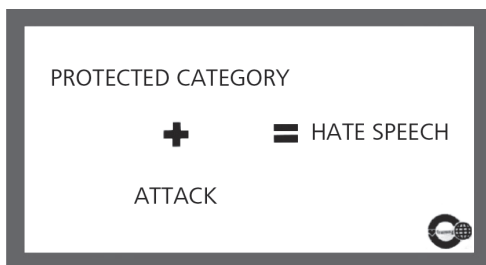 PROTECTED CATEGORY
+ = HATE SPEECH
ATTACK